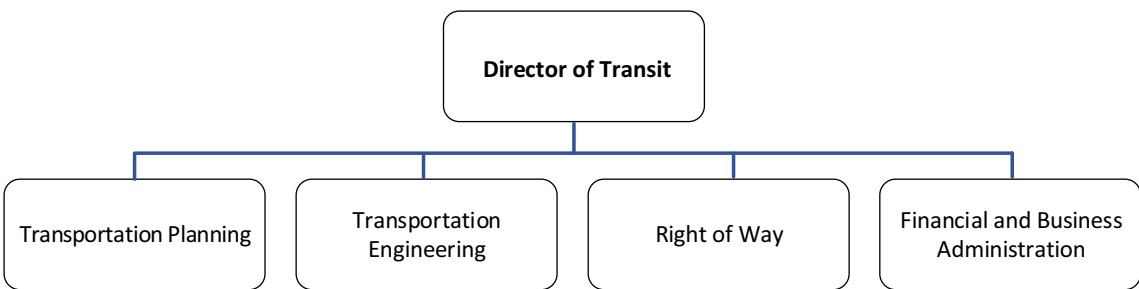 Director of Transit
Transportation Planning
Transportation
Engineering
Right of Way
Financial and Business
Administration